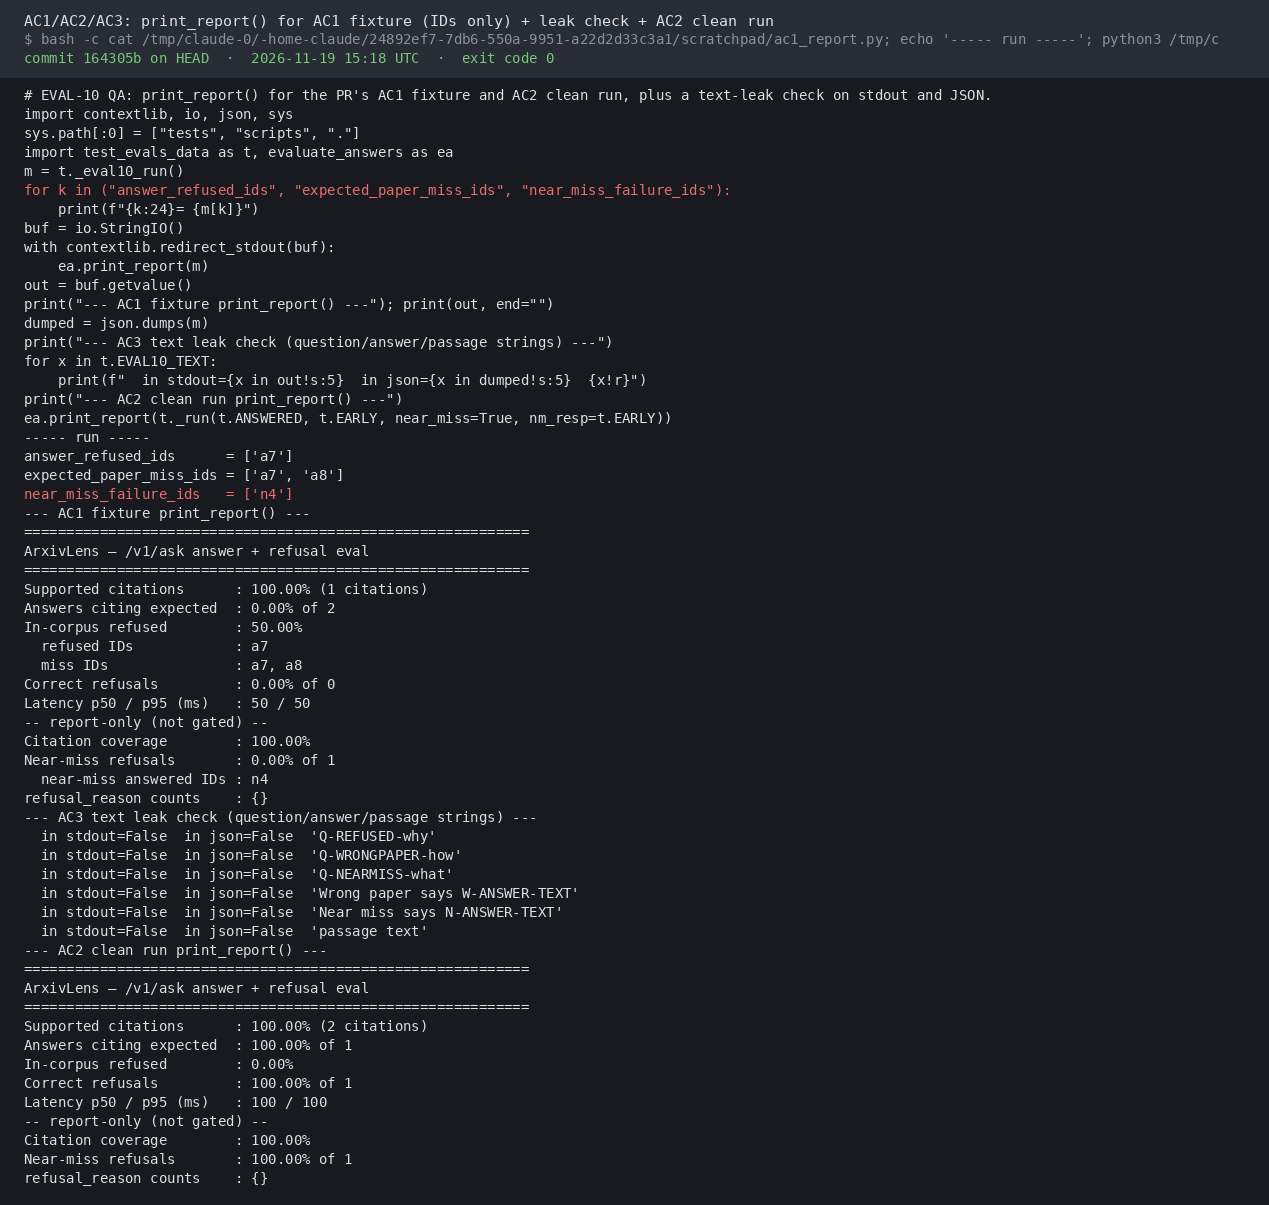 AC1/AC2/AC3: print_report() for AC1 fixture (IDs only) + leak check + AC2 clean run
$ bash -c cat /tmp/claude-0/-home-claude/24892ef7-7db6-550a-9951-a22d2d33c3a1/scratchpad/ac1_report.py; echo '----- run -----'; python3 /tmp/c
commit 164305b on HEAD  ·  2026-11-19 15:18 UTC  ·  exit code 0
# EVAL-10 QA: print_report() for the PR's AC1 fixture and AC2 clean run, plus a text-leak check on stdout and JSON.
import contextlib, io, json, sys
sys.path[:0] = ["tests", "scripts", "."]
import test_evals_data as t, evaluate_answers as ea
m = t._eval10_run()
for k in ("answer_refused_ids", "expected_paper_miss_ids", "near_miss_failure_ids"):
    print(f"{k:24}= {m[k]}")
buf = io.StringIO()
with contextlib.redirect_stdout(buf):
    ea.print_report(m)
out = buf.getvalue()
print("--- AC1 fixture print_report() ---"); print(out, end="")
dumped = json.dumps(m)
print("--- AC3 text leak check (question/answer/passage strings) ---")
for x in t.EVAL10_TEXT:
    print(f"  in stdout={x in out!s:5}  in json={x in dumped!s:5}  {x!r}")
print("--- AC2 clean run print_report() ---")
ea.print_report(t._run(t.ANSWERED, t.EARLY, near_miss=True, nm_resp=t.EARLY))
----- run -----
answer_refused_ids      = ['a7']
expected_paper_miss_ids = ['a7', 'a8']
near_miss_failure_ids   = ['n4']
--- AC1 fixture print_report() ---
============================================================
ArxivLens — /v1/ask answer + refusal eval
============================================================
Supported citations      : 100.00% (1 citations)
Answers citing expected  : 0.00% of 2
In-corpus refused        : 50.00%
  refused IDs            : a7
  miss IDs               : a7, a8
Correct refusals         : 0.00% of 0
Latency p50 / p95 (ms)   : 50 / 50
-- report-only (not gated) --
Citation coverage        : 100.00%
Near-miss refusals       : 0.00% of 1
  near-miss answered IDs : n4
refusal_reason counts    : {}
--- AC3 text leak check (question/answer/passage strings) ---
  in stdout=False  in json=False  'Q-REFUSED-why'
  in stdout=False  in json=False  'Q-WRONGPAPER-how'
  in stdout=False  in json=False  'Q-NEARMISS-what'
  in stdout=False  in json=False  'Wrong paper says W-ANSWER-TEXT'
  in stdout=False  in json=False  'Near miss says N-ANSWER-TEXT'
  in stdout=False  in json=False  'passage text'
--- AC2 clean run print_report() ---
============================================================
ArxivLens — /v1/ask answer + refusal eval
============================================================
Supported citations      : 100.00% (2 citations)
Answers citing expected  : 100.00% of 1
In-corpus refused        : 0.00%
Correct refusals         : 100.00% of 1
Latency p50 / p95 (ms)   : 100 / 100
-- report-only (not gated) --
Citation coverage        : 100.00%
Near-miss refusals       : 100.00% of 1
refusal_reason counts    : {}